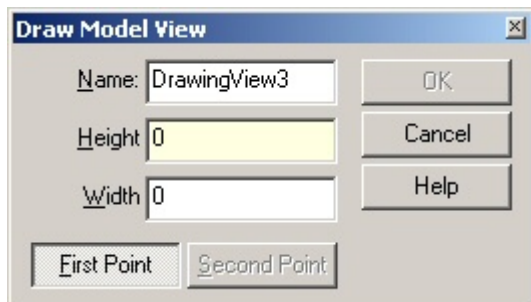 Draw Model View
Name: DrawingView3
OK
Height 0
Cancel
Width 0
Help
First Point
Second Point